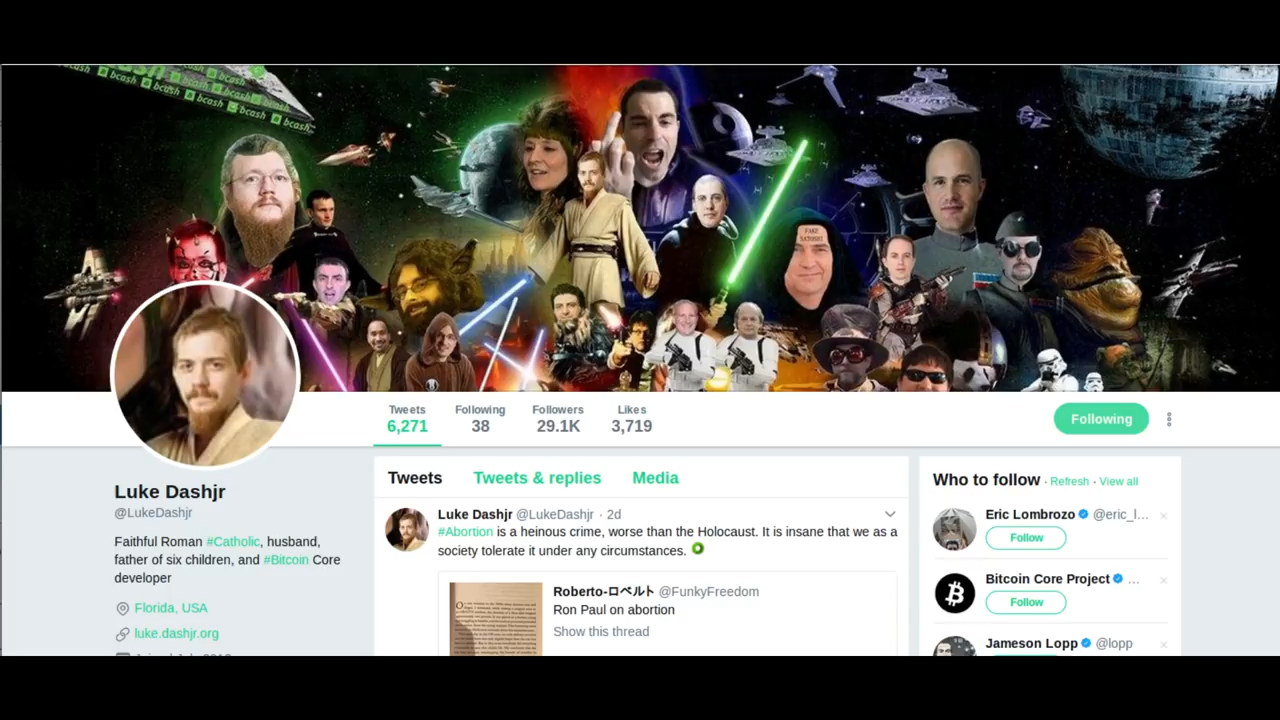 bcash bcash bcash
bcash bcash bcash bcash
FAKE
SATOSHI
Tweets Following Followers Likes
6,271 38 29.1K 3,719
Following
Luke Dashjr
@LukeDashjr
Faithful Roman #Catholic, husband,
father of six children, and #Bitcoin Core
developer
Florida, USA
luke.dashjr.org
Tweets Tweets & replies Media
Luke Dashjr @LukeDashjr · 2d
#Abortion is a heinous crime, worse than the Holocaust. It is insane that we as a
society tolerate it under any circumstances.
Roberto-ロベルト @FunkyFreedom
Ron Paul on abortion
Show this thread
Who to follow · Refresh · View all
Eric Lombrozo @eric_l...
Follow
Bitcoin Core Project ...
Follow
Jameson Lopp @lopp